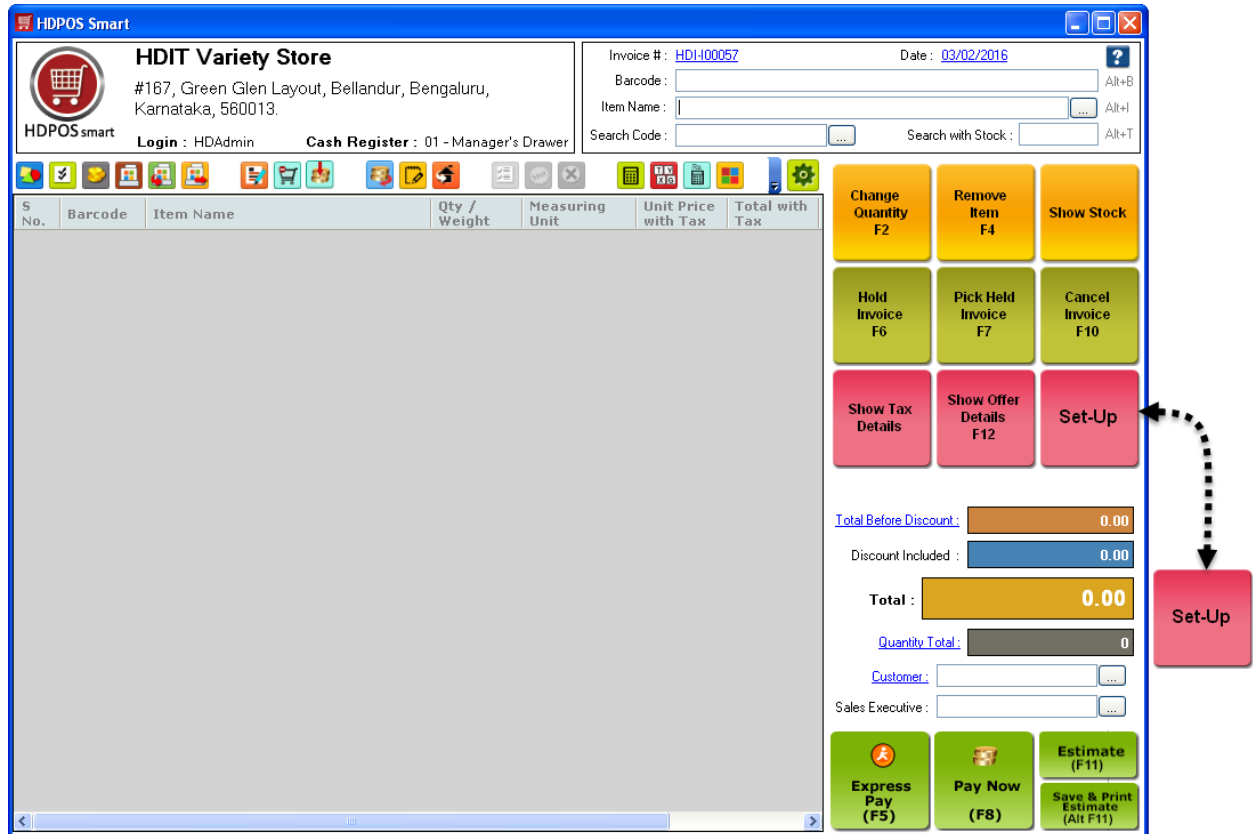 HDPOS Smart
HDIT Variety Store
#167, Green Glen Layout, Bellandur, Bengaluru,
Karnataka, 560013.
HDPOS smart
Login : HDAdmin Cash Register : 01 - Manager's Drawer
Invoice # : HDI-I00057 Date : 03/02/2016 ?
Barcode : Alt+B
Item Name : ... Alt+I
Search Code : ... Search with Stock : Alt+T
S No. Barcode Item Name Qty / Weight Measuring Unit Unit Price with Tax Total with Tax
Change
Quantity
F2
Remove
Item
F4
Show Stock
Hold
Invoice
F6
Pick Held
Invoice
F7
Cancel
Invoice
F10
Show Tax
Details
Show Offer
Details
F12
Set-Up
Total Before Discount : 0.00
Discount Included : 0.00
Total : 0.00
Quantity Total : 0
Customer : ...
Sales Executive : ...
Set-Up
Express
Pay
(F5)
Pay Now
(F8)
Estimate
(F11)
Save & Print
Estimate
(Alt F11)